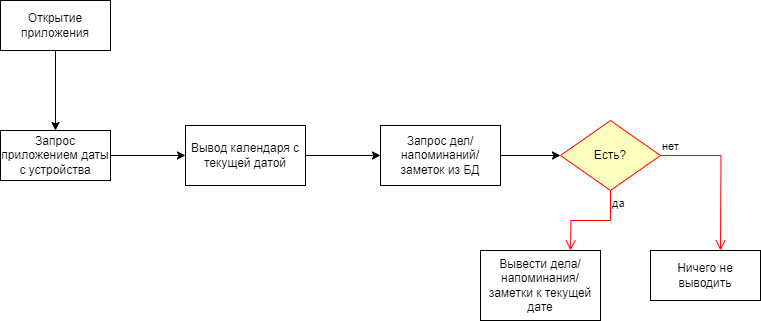 Открытие
приложения
Запрос
приложением даты
с устройства
Вывод календаря с
текущей датой
Запрос дел/
напоминаний/
заметок из БД
Есть?
нет
да
Вывести дела/
напоминания/
заметки к текущей
дате
Ничего не
выводить